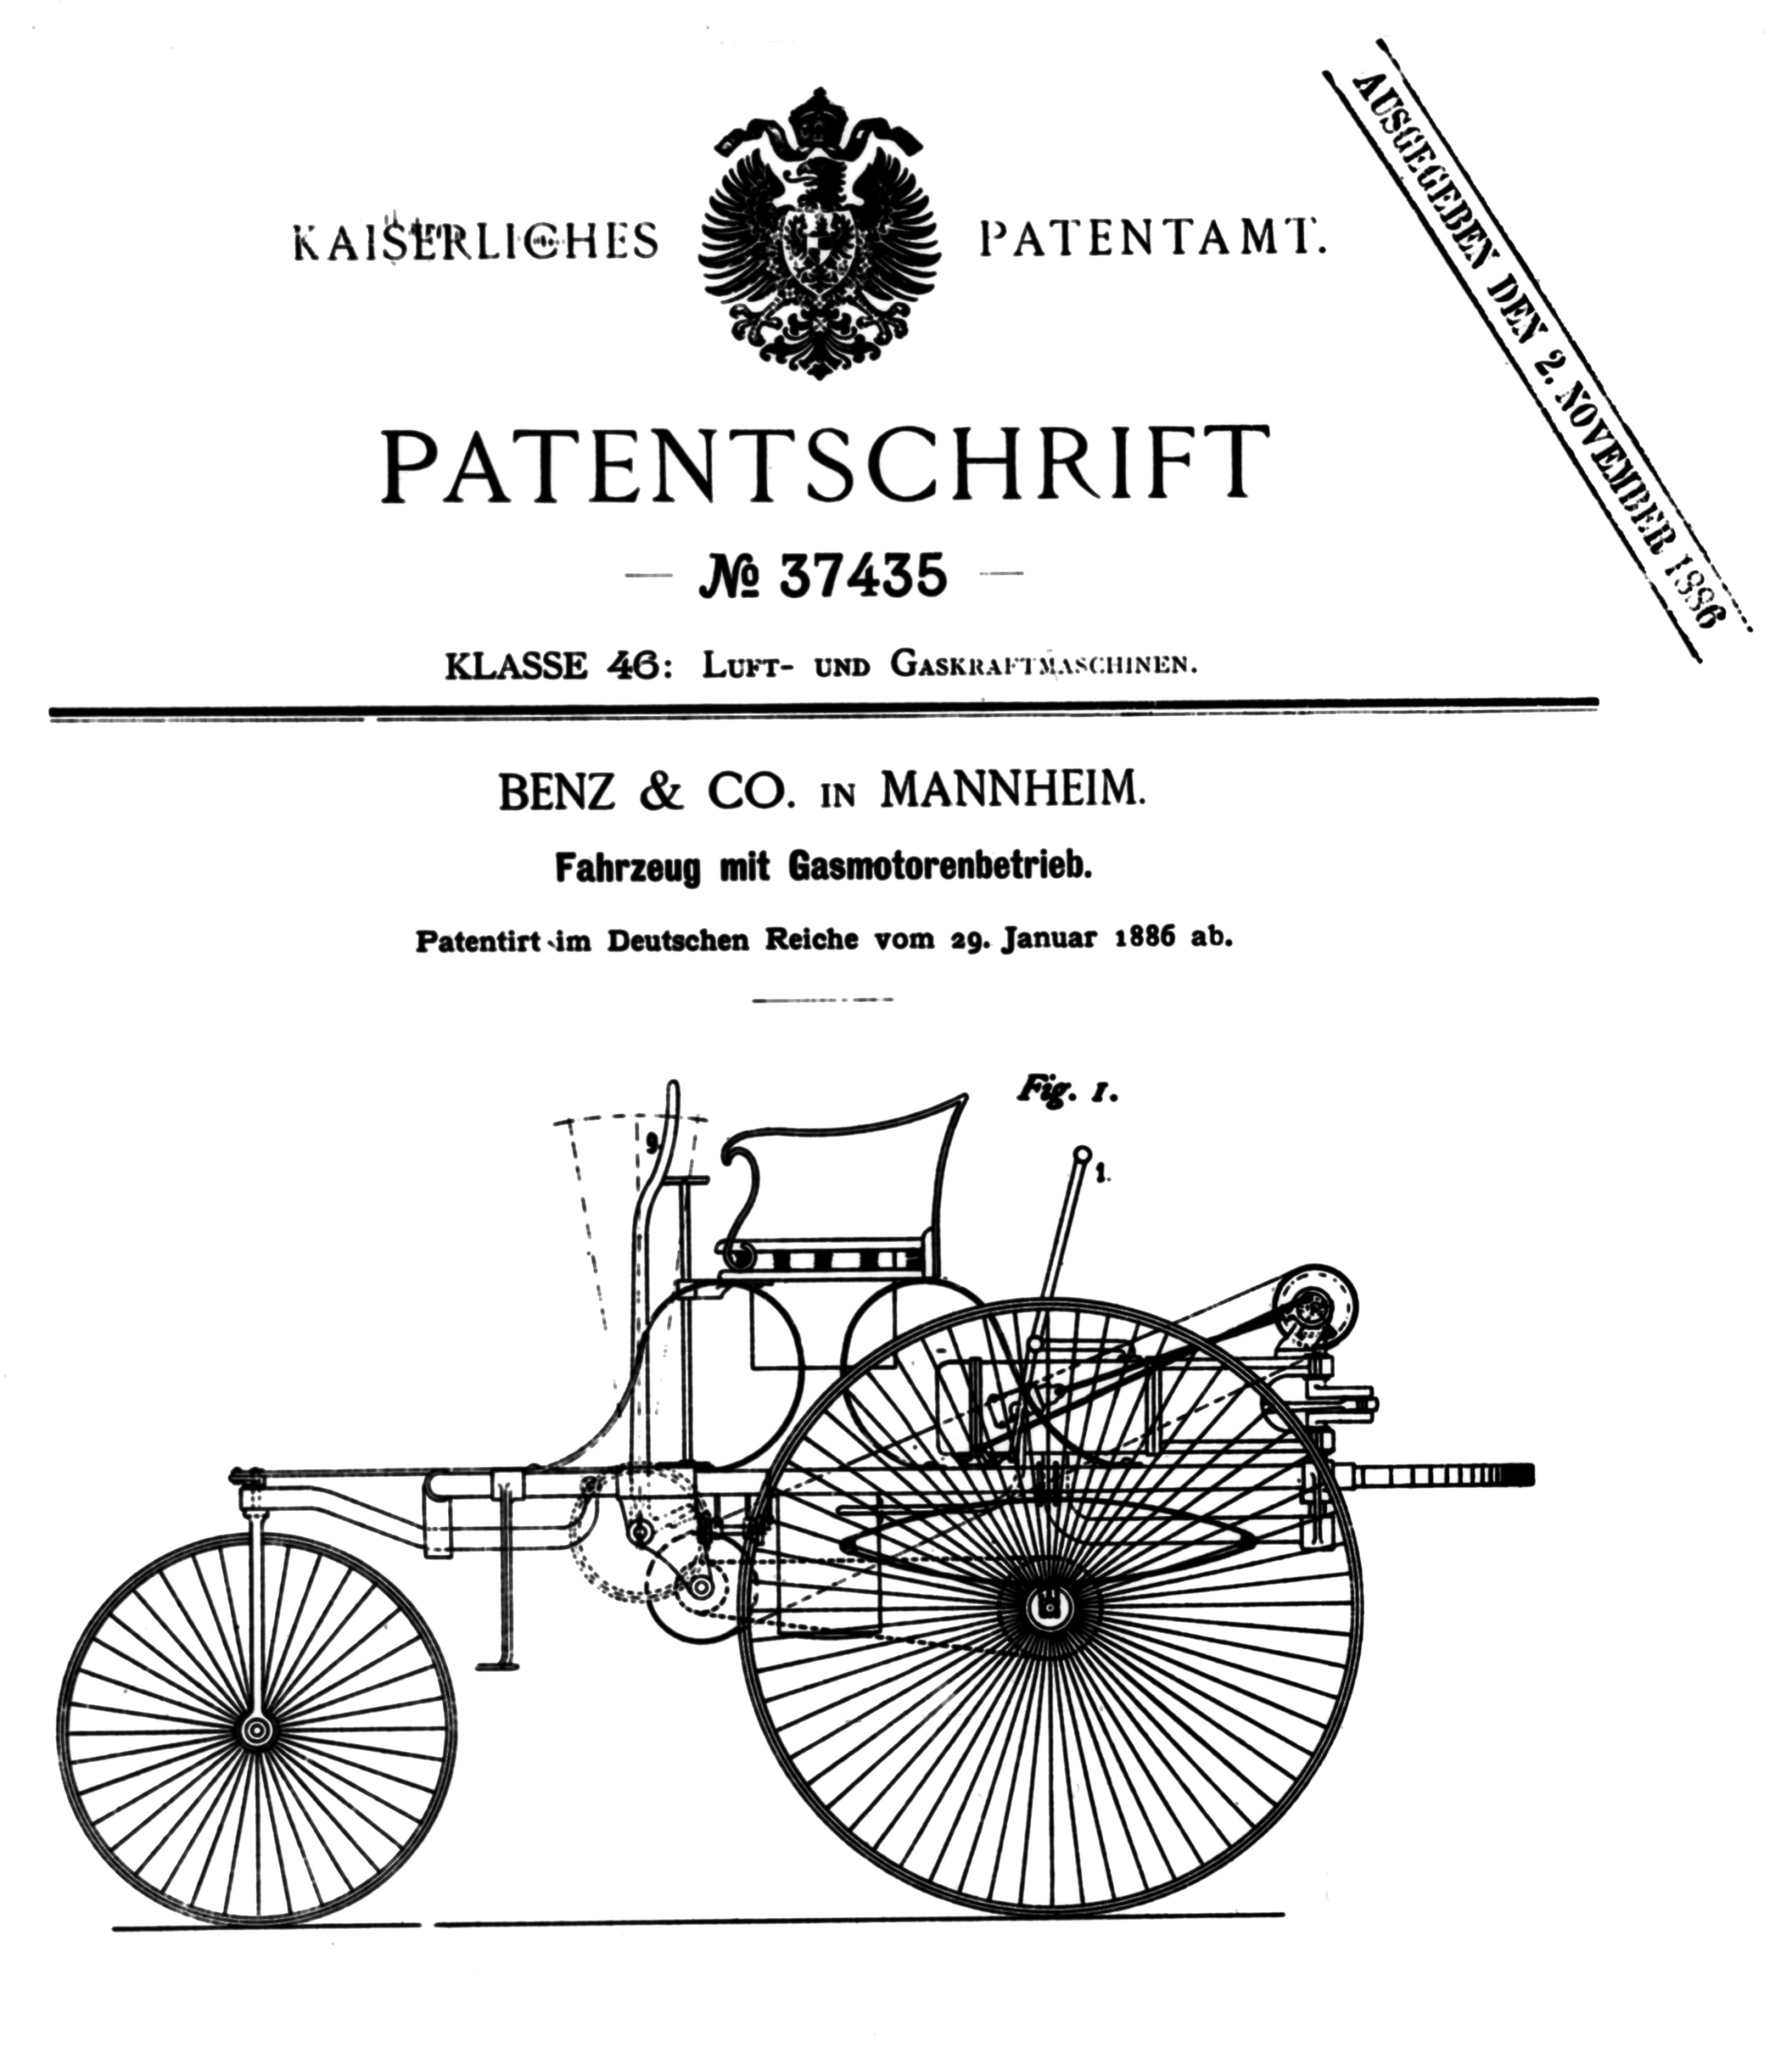 KAISERLICHES PATENTAMT.
AUSGEGEBEN DEN 2. NOVEMBER 1886
PATENTSCHRIFT
— № 37435 —
KLASSE 46: LUFT- UND GASKRAFTMASCHINEN.
BENZ & CO. IN MANNHEIM.
Fahrzeug mit Gasmotorenbetrieb.
Patentirt im Deutschen Reiche vom 29. Januar 1886 ab.
Fig. 1.
9.
1.